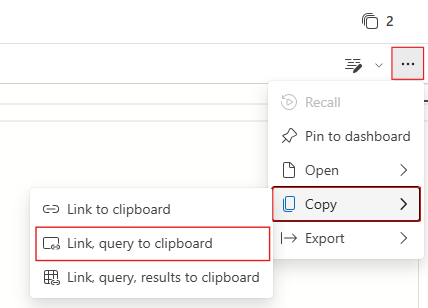 2
...
Recall
Pin to dashboard
Open
Copy
Export
Link to clipboard
Link, query to clipboard
Link, query, results to clipboard